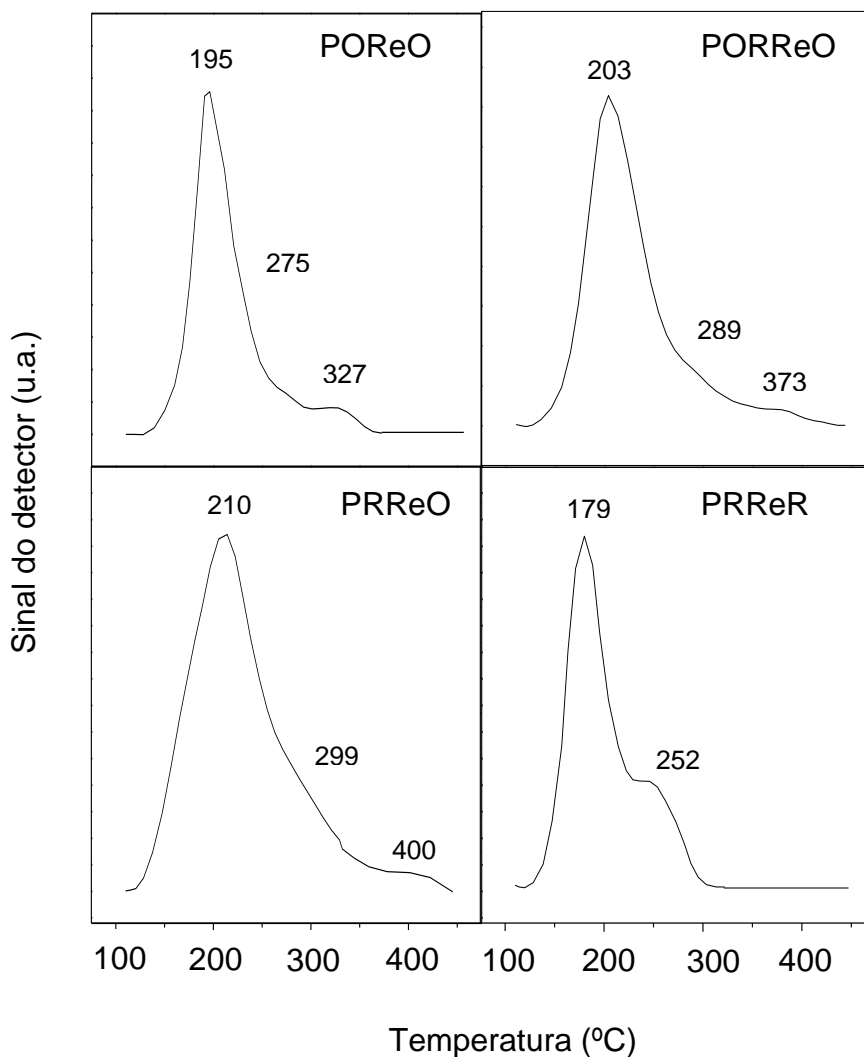 POReO
195
275
327
PORReO
203
289
373
PRReO
210
299
400
PRReR
179
252
100 200 300 400
100 200 300 400
Sinal do detector (u.a.)
Temperatura (ºC)